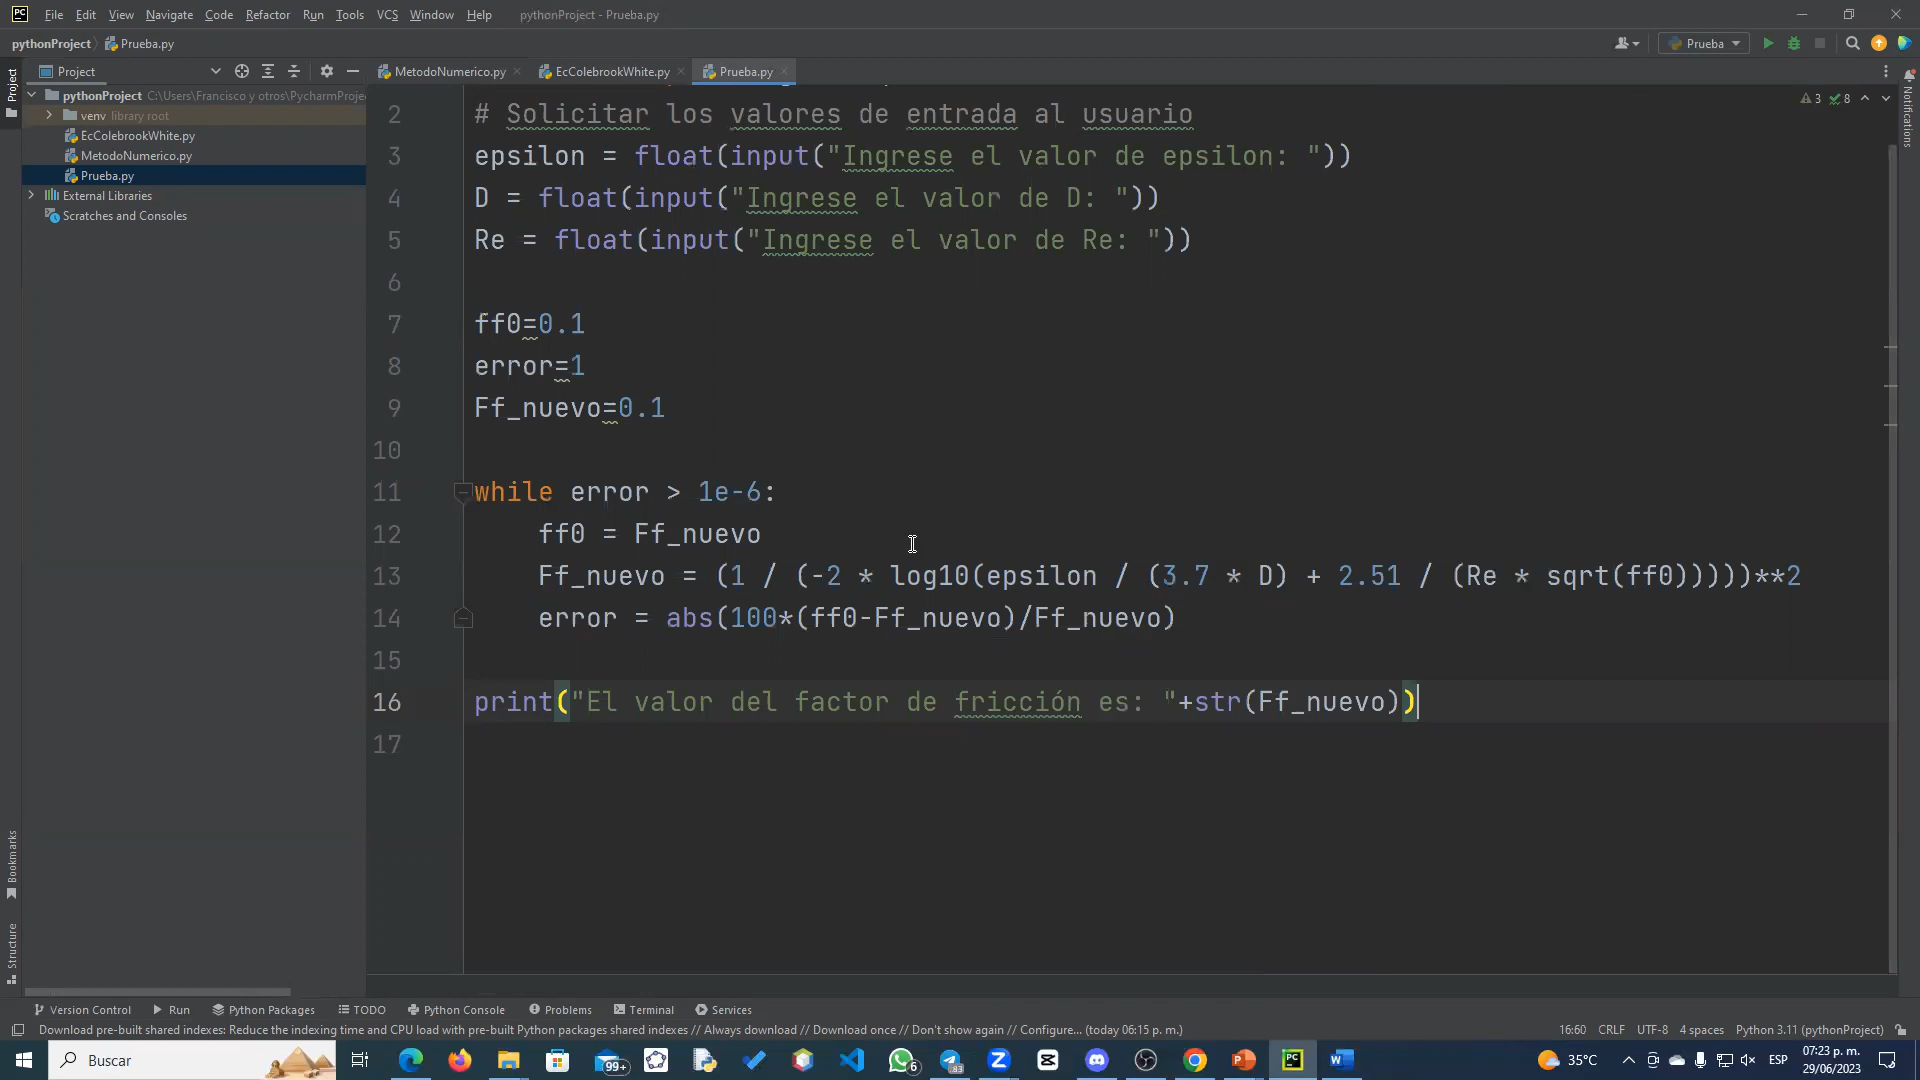 File Edit View Navigate Code Refactor Run Tools VCS Window Help pythonProject - Prueba.py
pythonProject Prueba.py Prueba
Project MetodoNumerico.py EcColebrookWhite.py Prueba.py
pythonProject C:\Users\Francisco y otros\PycharmProje
venv library root
EcColebrookWhite.py
MetodoNumerico.py
Prueba.py
External Libraries
Scratches and Consoles
Project
Bookmarks
Structure
3 8
2 # Solicitar los valores de entrada al usuario
3 epsilon = float(input("Ingrese el valor de epsilon: "))
4 D = float(input("Ingrese el valor de D: "))
5 Re = float(input("Ingrese el valor de Re: "))
6
7 ff0=0.1
8 error=1
9 Ff_nuevo=0.1
10
11 while error > 1e-6:
12 ff0 = Ff_nuevo
13 Ff_nuevo = (1 / (-2 * log10(epsilon / (3.7 * D) + 2.51 / (Re * sqrt(ff0)))))**2
14 error = abs(100*(ff0-Ff_nuevo)/Ff_nuevo)
15
16 print("El valor del factor de fricción es: "+str(Ff_nuevo))
17
Notifications
Version Control Run Python Packages TODO Python Console Problems Terminal Services
Download pre-built shared indexes: Reduce the indexing time and CPU load with pre-built Python packages shared indexes // Always download // Download once // Don't show again // Configure... (today 06:15 p. m.) 16:60 CRLF UTF-8 4 spaces Python 3.11 (pythonProject)
Buscar 99+ 6 83 35°C ESP 07:23 p. m.
29/06/2023